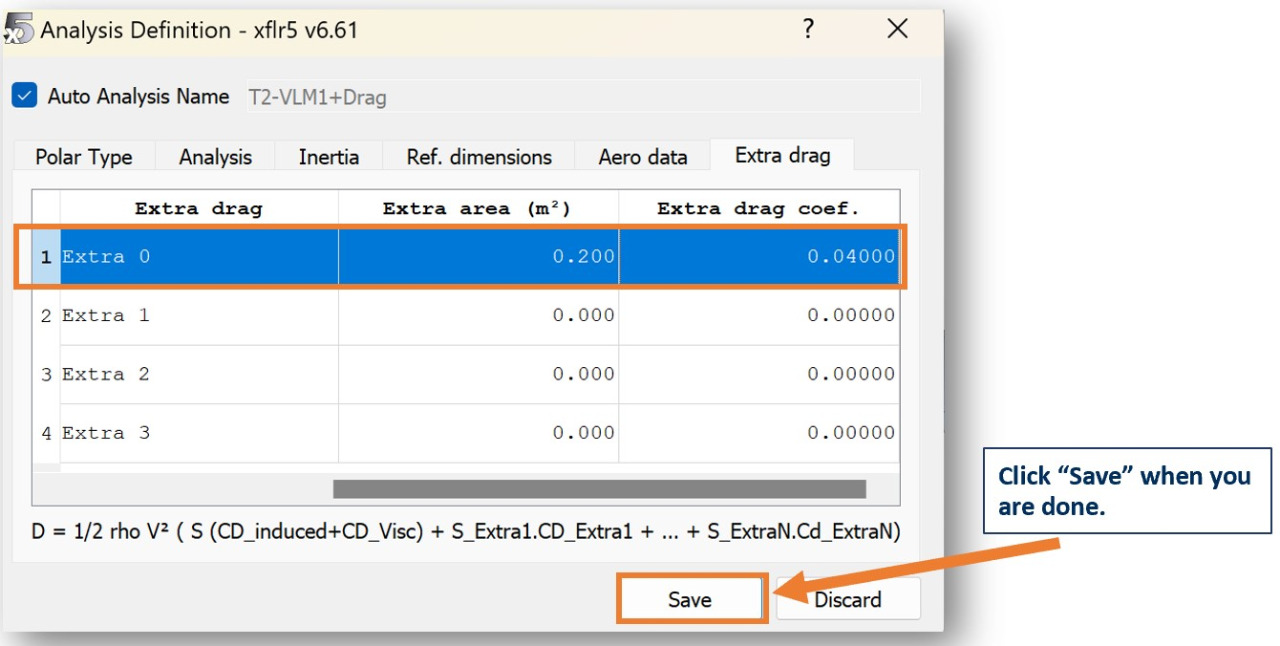 Analysis Definition - xflr5 v6.61 ?
Auto Analysis Name T2-VLM1+Drag
Polar Type Analysis Inertia Ref. dimensions Aero data Extra drag
Extra drag Extra area (m²) Extra drag coef.
1 Extra 0 0.200 0.04000
2 Extra 1 0.000 0.00000
3 Extra 2 0.000 0.00000
4 Extra 3 0.000 0.00000
D = 1/2 rho V² ( S (CD_induced+CD_Visc) + S_Extra1.CD_Extra1 + ... + S_ExtraN.Cd_ExtraN)
Save Discard
Click “Save” when you
are done.